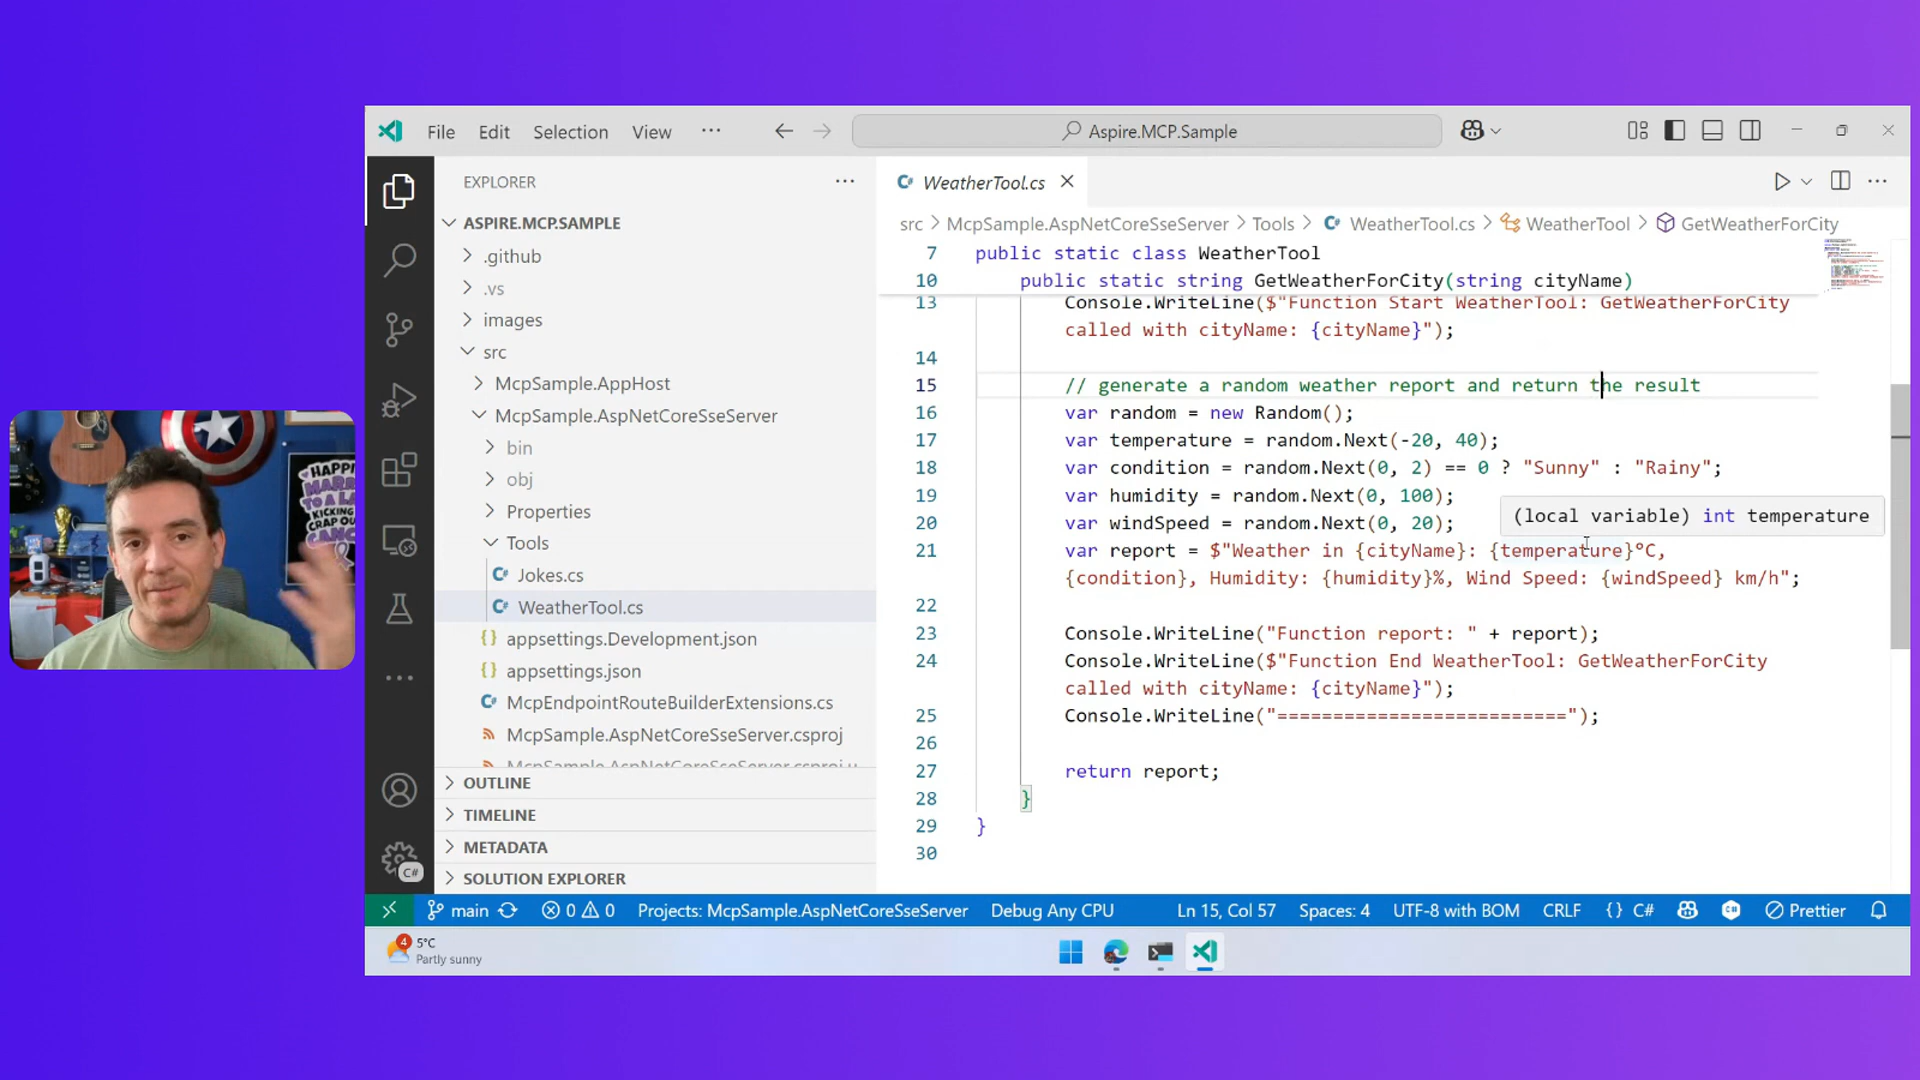 File Edit Selection View ···
Aspire.MCP.Sample
EXPLORER
ASPIRE.MCP.SAMPLE
.github
.vs
images
src
McpSample.AppHost
McpSample.AspNetCoreSseServer
bin
obj
Properties
Tools
Jokes.cs
WeatherTool.cs
appsettings.Development.json
appsettings.json
McpEndpointRouteBuilderExtensions.cs
McpSample.AspNetCoreSseServer.csproj
OUTLINE
TIMELINE
METADATA
SOLUTION EXPLORER
C#
WeatherTool.cs
src > McpSample.AspNetCoreSseServer > Tools > WeatherTool.cs > WeatherTool > GetWeatherForCity
7 public static class WeatherTool
10 public static string GetWeatherForCity(string cityName)
13 Console.WriteLine($"Function Start WeatherTool: GetWeatherForCity
called with cityName: {cityName}");
14
15 // generate a random weather report and return the result
16 var random = new Random();
17 var temperature = random.Next(-20, 40);
18 var condition = random.Next(0, 2) == 0 ? "Sunny" : "Rainy";
19 var humidity = random.Next(0, 100);
(local variable) int temperature
20 var windSpeed = random.Next(0, 20);
21 var report = $"Weather in {cityName}: {temperature}°C,
{condition}, Humidity: {humidity}%, Wind Speed: {windSpeed} km/h";
22
23 Console.WriteLine("Function report: " + report);
24 Console.WriteLine($"Function End WeatherTool: GetWeatherForCity
called with cityName: {cityName}");
25 Console.WriteLine("==========================");
26
27 return report;
28 }
29 }
30
main 0 0 Projects: McpSample.AspNetCoreSseServer Debug Any CPU Ln 15, Col 57 Spaces: 4 UTF-8 with BOM CRLF {} C# Prettier
4
5°C
Partly sunny
HAPPI
MARR
TO A L
KICKING
CRAP OU
CANC